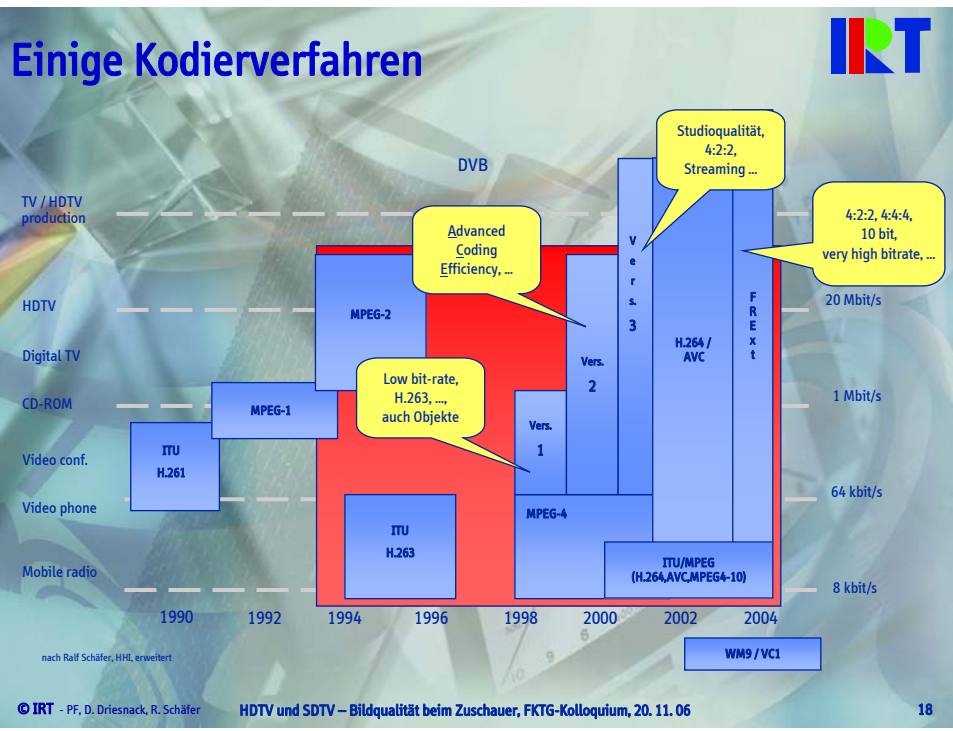 Einige Kodierverfahren
IRT
DVB
Studioqualität,
4:2:2,
Streaming ...
TV / HDTV
production
Advanced
Coding
Efficiency, ...
4:2:2, 4:4:4,
10 bit,
very high bitrate, ...
HDTV
20 Mbit/s
MPEG-2
Vers.
3
H.264 /
AVC
FRExt
Digital TV
Vers.
2
Low bit-rate,
H.263, ...,
auch Objekte
CD-ROM
1 Mbit/s
MPEG-1
Vers.
1
ITU
H.261
Video conf.
64 kbit/s
Video phone
MPEG-4
ITU
H.263
ITU/MPEG
(H.264,AVC,MPEG4-10)
Mobile radio
8 kbit/s
1990 1992 1994 1996 1998 2000 2002 2004
WM9 / VC1
nach Ralf Schäfer, HHI, erweitert
© IRT - PF, D. Driesnack, R. Schäfer
HDTV und SDTV – Bildqualität beim Zuschauer, FKTG-Kolloquium, 20. 11. 06
18